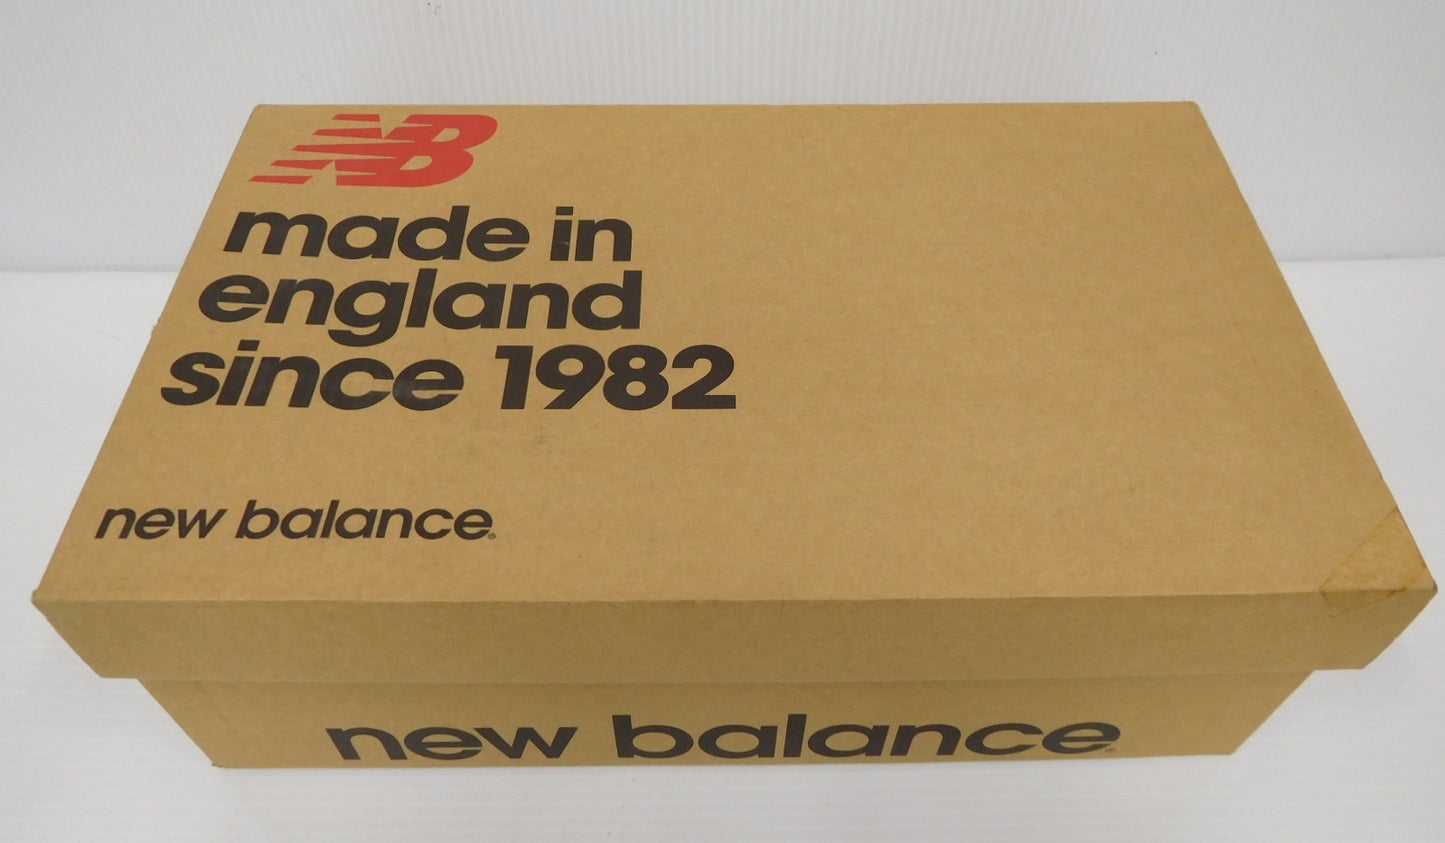 NB
made in
england
since 1982
new balance®
new balance®